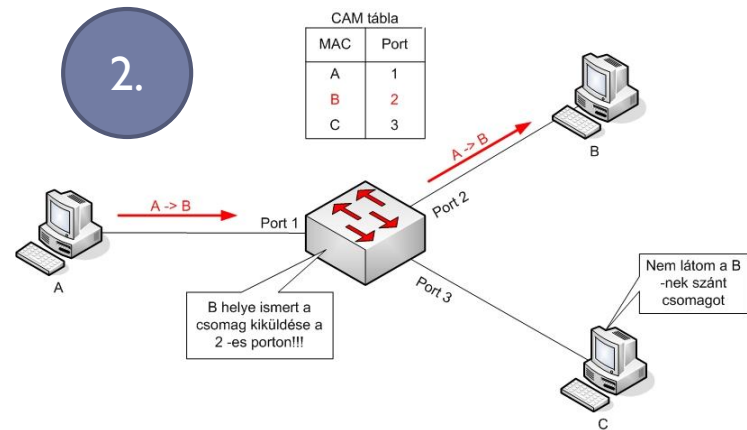 2.
CAM tábla
MAC Port
A 1
B 2
C 3
A -> B
A -> B
B
Port 1
Port 2
Port 3
A
B helye ismert a
csomag kiküldése a
2 -es porton!!!
Nem látom a B
-nek szánt
csomagot
C